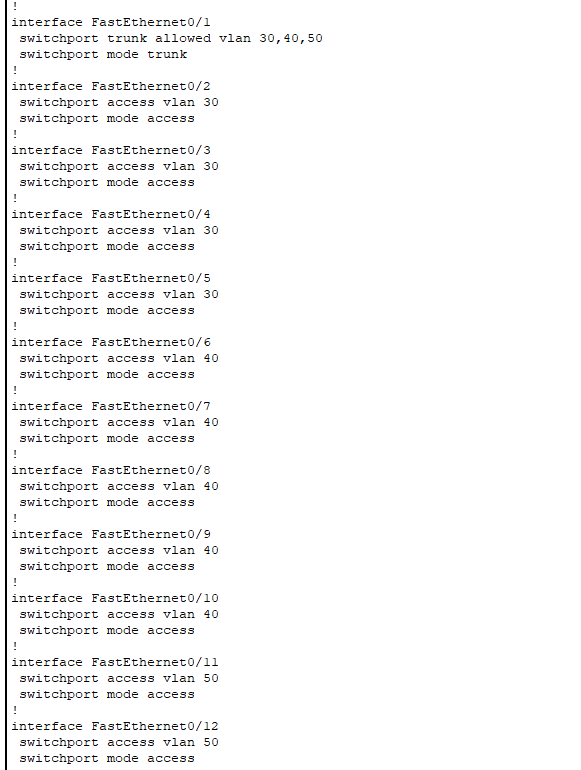 !
interface FastEthernet0/1
 switchport trunk allowed vlan 30,40,50
 switchport mode trunk
!
interface FastEthernet0/2
 switchport access vlan 30
 switchport mode access
!
interface FastEthernet0/3
 switchport access vlan 30
 switchport mode access
!
interface FastEthernet0/4
 switchport access vlan 30
 switchport mode access
!
interface FastEthernet0/5
 switchport access vlan 30
 switchport mode access
!
interface FastEthernet0/6
 switchport access vlan 40
 switchport mode access
!
interface FastEthernet0/7
 switchport access vlan 40
 switchport mode access
!
interface FastEthernet0/8
 switchport access vlan 40
 switchport mode access
!
interface FastEthernet0/9
 switchport access vlan 40
 switchport mode access
!
interface FastEthernet0/10
 switchport access vlan 40
 switchport mode access
!
interface FastEthernet0/11
 switchport access vlan 50
 switchport mode access
!
interface FastEthernet0/12
 switchport access vlan 50
 switchport mode access